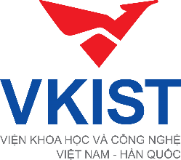 VKIST
VIỆN KHOA HỌC VÀ CÔNG NGHỆ
VIỆT NAM - HÀN QUỐC